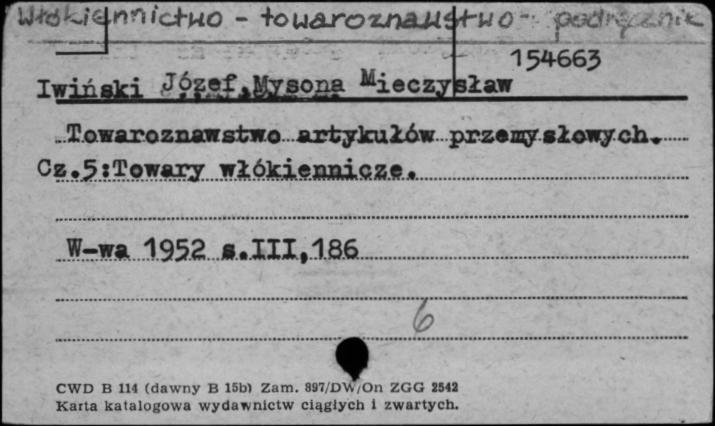 Włókiennictwo - towaroznawstwo - podręcznik
154663
Iwiński Józef, Mysona Mieczysław
Towaroznawstwo artykułów przemysłowych.
Cz.5:Towary włókiennicze.
W-wa 1952 s.III,186
6
CWD B 114 (dawny B 15b) Zam. 897/DW/On ZGG 2542
Karta katalogowa wydawnictw ciągłych i zwartych.